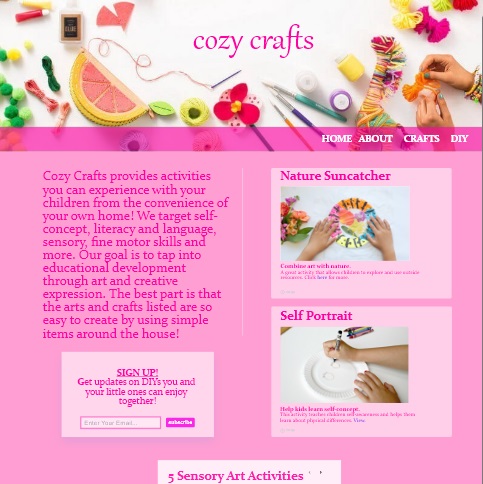 cozy crafts
HOME ABOUT CRAFTS DIY
Cozy Crafts provides activities
you can experience with your
children from the convenience of
your own home! We target self-
concept, literacy and language,
sensory, fine motor skills and
more. Our goal is to tap into
educational development
through art and creative
expression. The best part is that
the arts and crafts listed are so
easy to create by using simple
items around the house!
SIGN UP!
Get updates on DIYs you and
your little ones can enjoy
together!
Enter Your Email...
subscribe
Nature Suncatcher
Combine art with nature.
A great activity that allows children to explore and use outside
resources. Click here for more.
Self Portrait
Help kids learn self-concept.
This activity teaches children self-awareness and helps them
learn about physical differences. View.
5 Sensory Art Activities